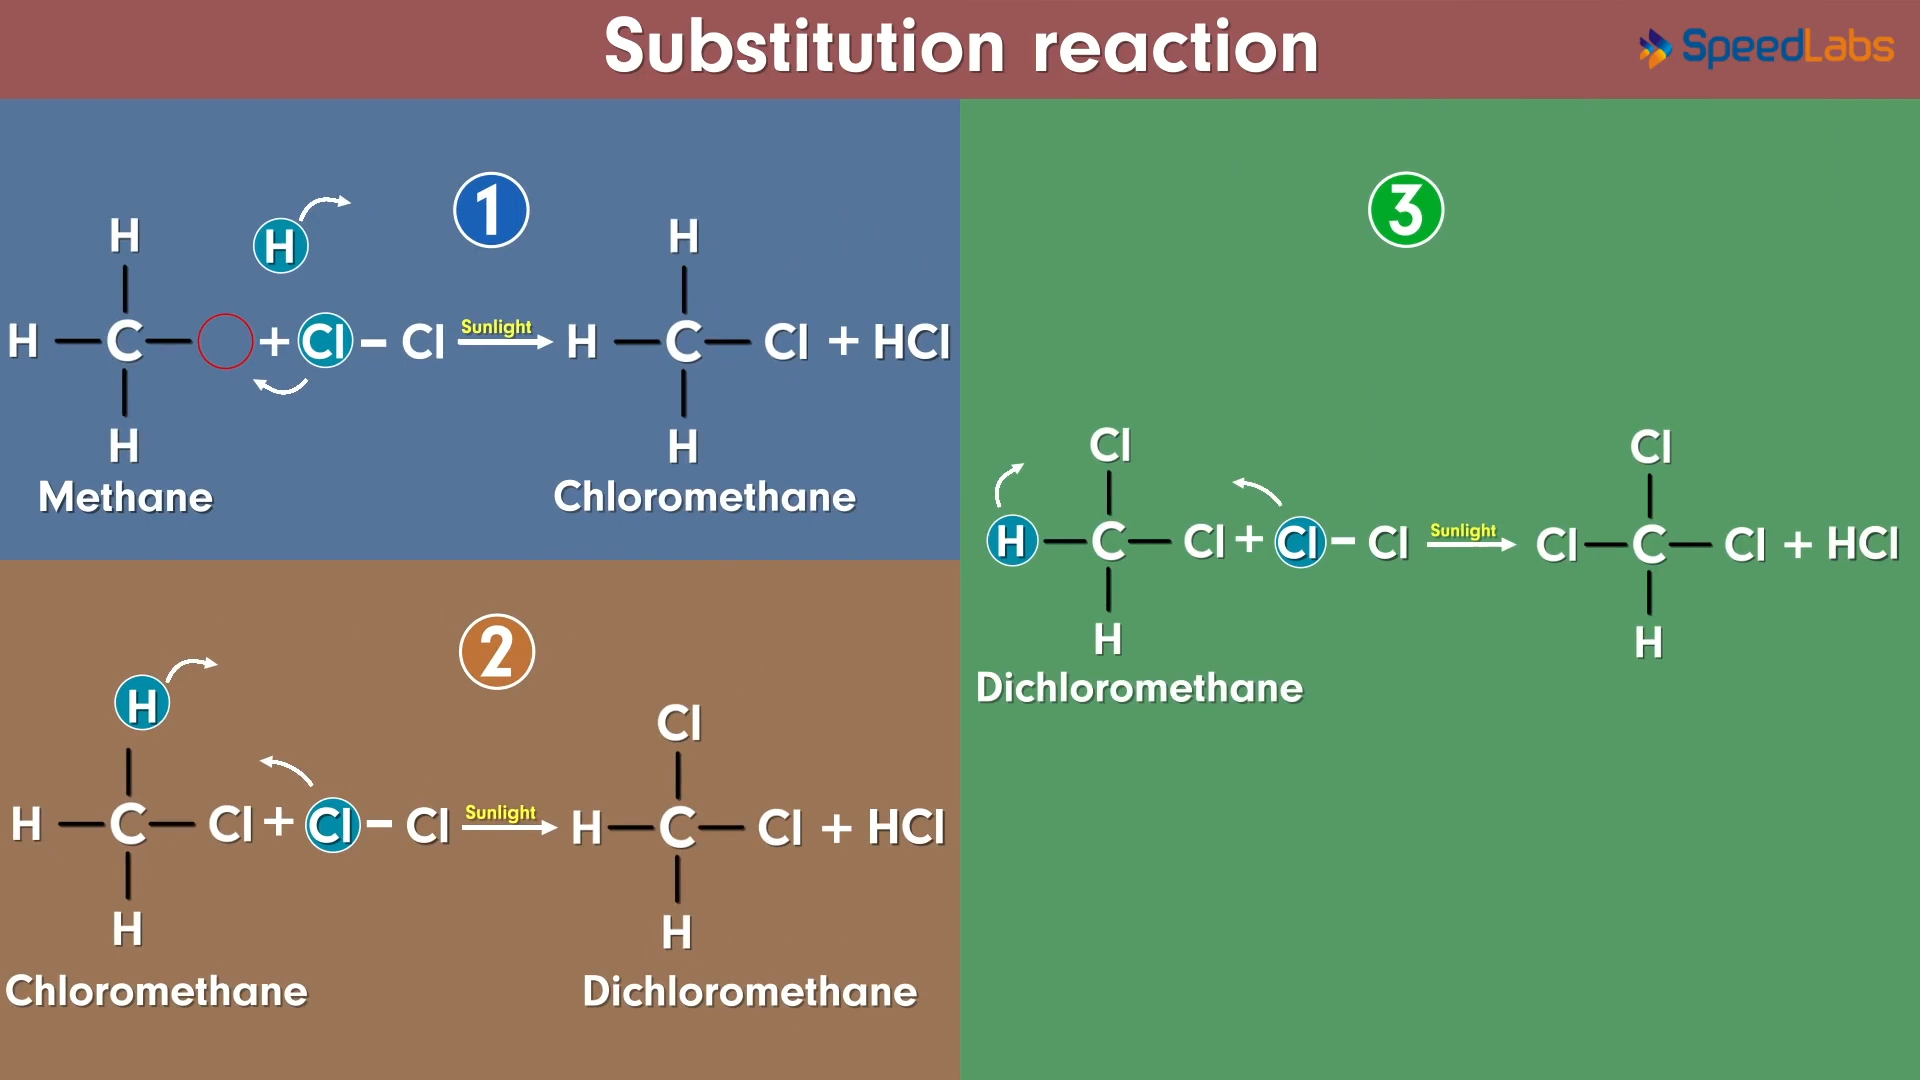 Substitution reaction
SpeedLabs
1
H
H
H
H — C — + Cl – Cl Sunlight H — C — Cl + HCl
H
H
Methane
Chloromethane
2
H
Cl
H — C — Cl + Cl – Cl Sunlight H — C — Cl + HCl
H
H
Chloromethane
Dichloromethane
3
Cl
Cl
H — C — Cl + Cl – Cl Sunlight Cl — C — Cl + HCl
H
H
Dichloromethane